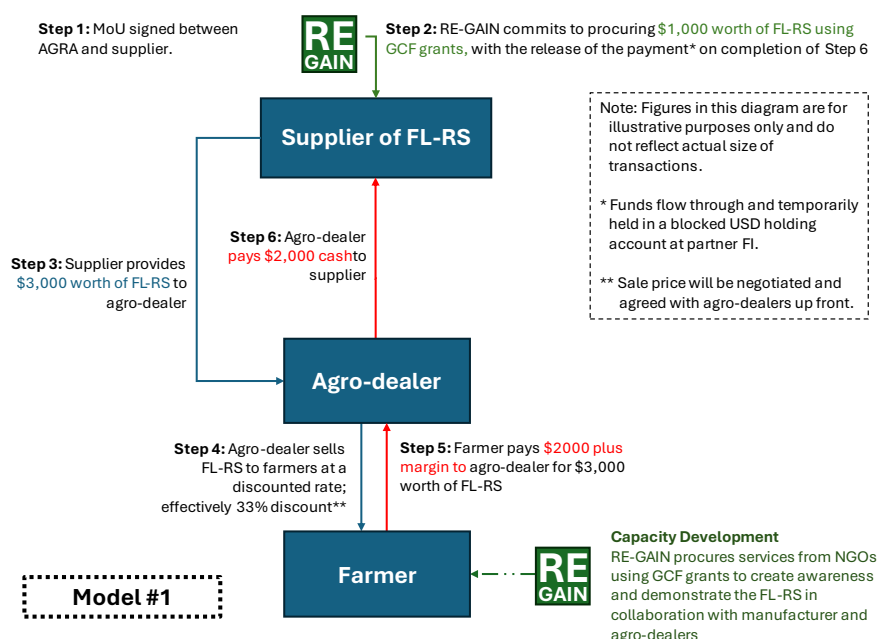 Step 1: MoU signed between
AGRA and supplier.
RE
GAIN
Step 2: RE-GAIN commits to procuring $1,000 worth of FL-RS using
GCF grants, with the release of the payment* on completion of Step 6
Supplier of FL-RS
Note: Figures in this diagram are for
illustrative purposes only and do
not reflect actual size of
transactions.
* Funds flow through and temporarily
held in a blocked USD holding
account at partner FI.
** Sale price will be negotiated and
agreed with agro-dealers up front.
Step 6: Agro-dealer
pays $2,000 cashto
supplier
Step 3: Supplier provides
$3,000 worth of FL-RS to
agro-dealer
Agro-dealer
Step 4: Agro-dealer sells
FL-RS to farmers at a
discounted rate;
effectively 33% discount**
Step 5: Farmer pays $2000 plus
margin to agro-dealer for $3,000
worth of FL-RS
Farmer
RE
GAIN
Capacity Development
RE-GAIN procures services from NGOs
using GCF grants to create awareness
and demonstrate the FL-RS in
collaboration with manufacturer and
agro-dealers
Model #1